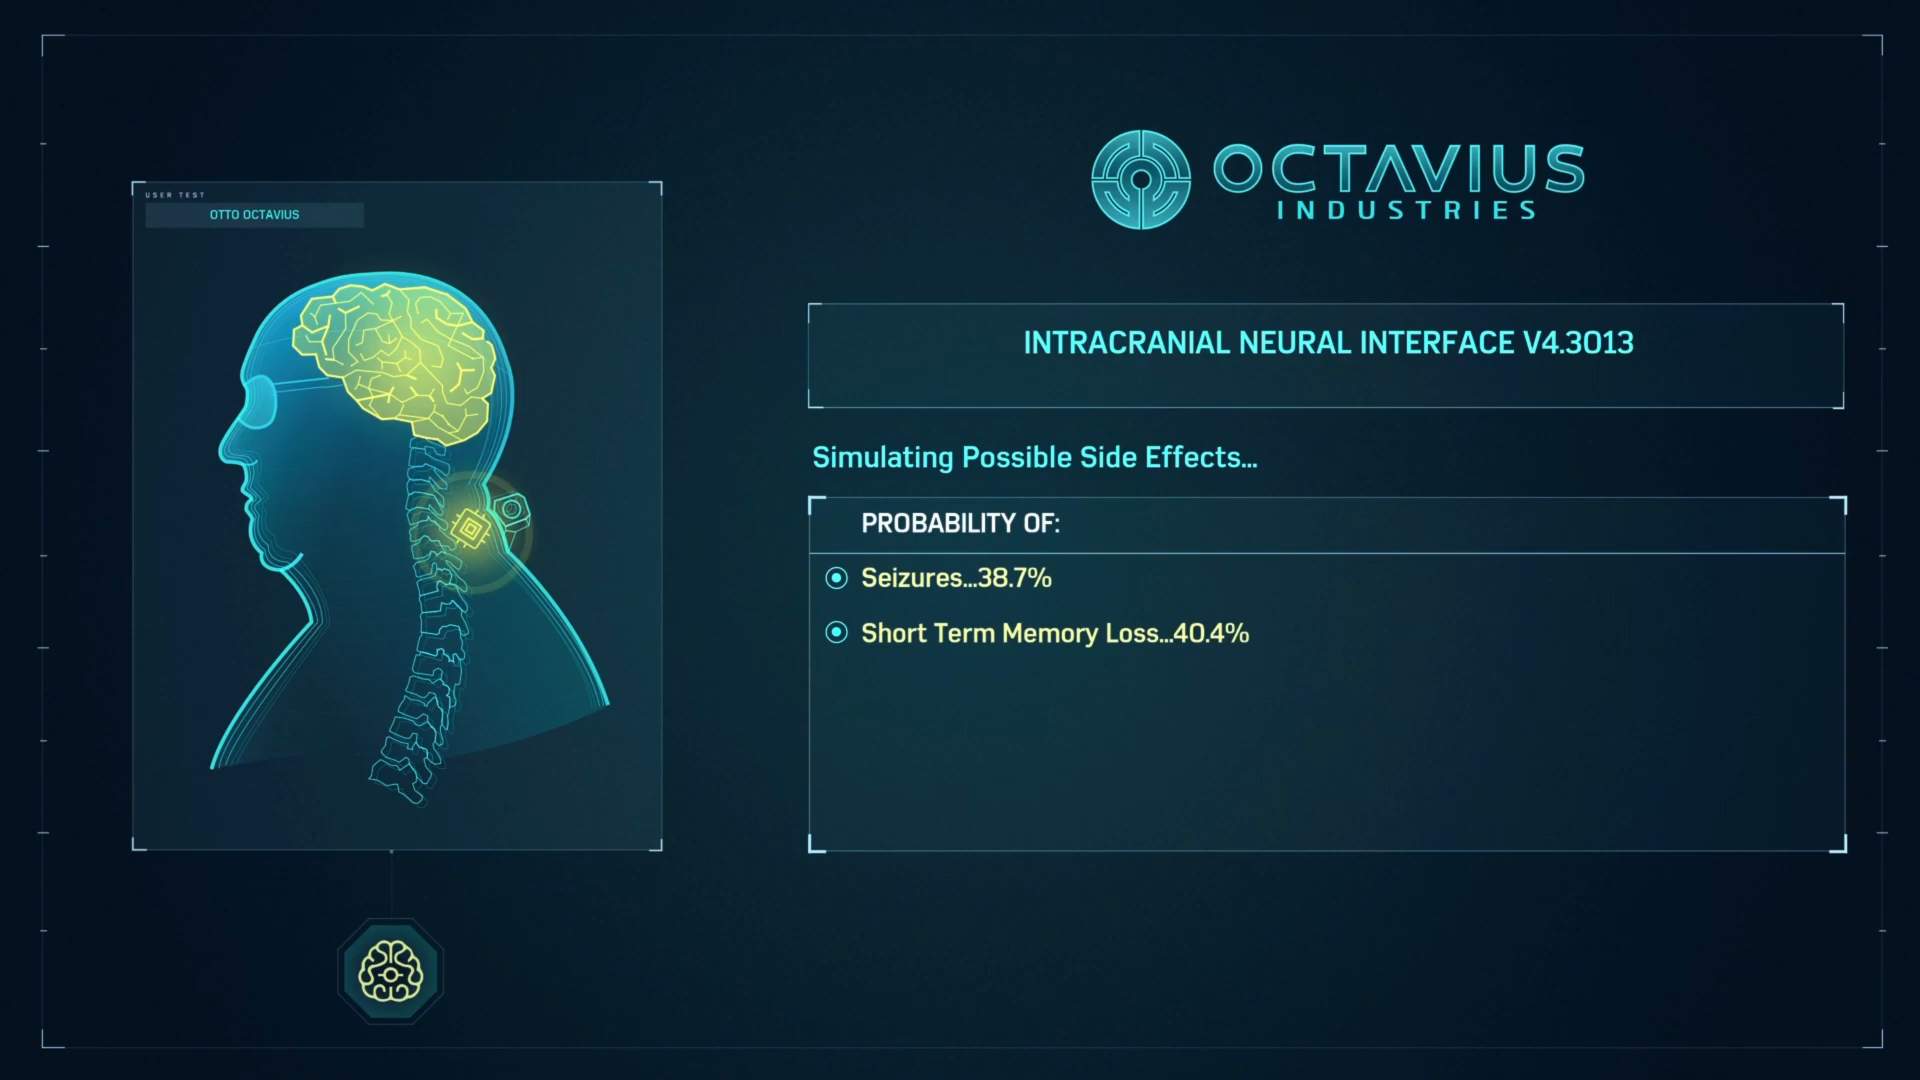 USER TEST
OTTO OCTAVIUS
OCTAVIUS
INDUSTRIES
INTRACRANIAL NEURAL INTERFACE V4.3013
Simulating Possible Side Effects...
PROBABILITY OF:
Seizures...38.7%
Short Term Memory Loss...40.4%